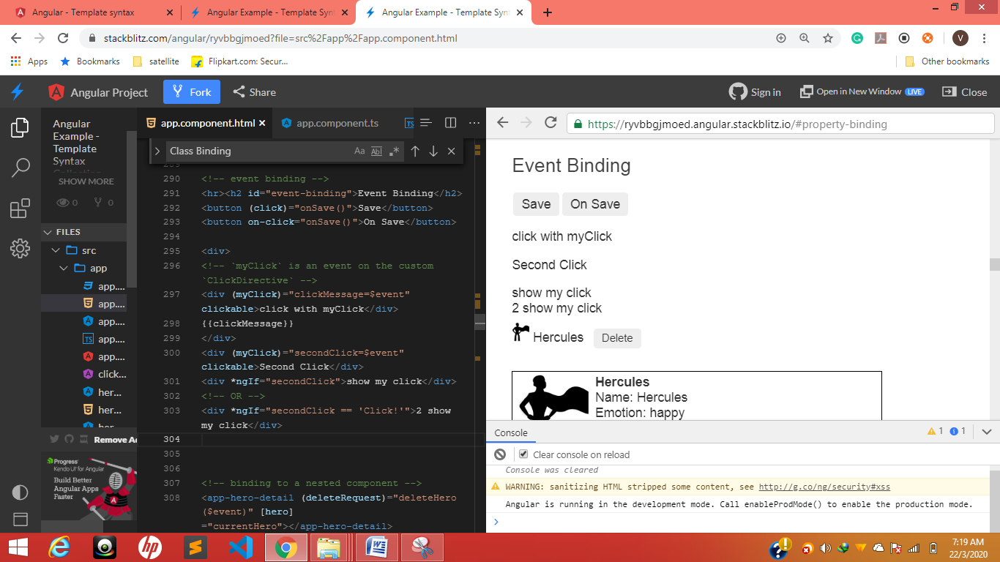 Angular - Template syntax
Angular Example - Template Synt
Angular Example - Template Synt
stackblitz.com/angular/ryvbbgjmoed?file=src%2Fapp%2Fapp.component.html
V
Apps
Bookmarks
satellite
Flipkart.com: Secur...
Other bookmarks
Angular Project
Fork
Share
Sign in
Open in New Window
LIVE
Close
Angular
Example -
Template
Syntax
SHOW MORE
0
0
FILES
src
app
app....
app....
app....
app....
app....
click...
her...
her...
her...
Remove Ad
Progress
Kendo UI for Angular
Build Better
Angular Apps
Faster
app.component.html
app.component.ts
TS
Class Binding
Aa Abl .*
289
290 <!-- event binding -->
291 <hr><h2 id="event-binding">Event Binding</h2>
292 <button (click)="onSave()">Save</button>
293 <button on-click="onSave()">On Save</button>
294
295 <div>
296 <!-- `myClick` is an event on the custom
`ClickDirective` -->
297 <div (myClick)="clickMessage=$event"
clickable>click with myClick</div>
298 {{clickMessage}}
299 </div>
300 <div (myClick)="secondClick=$event"
clickable>Second Click</div>
301 <div *ngIf="secondClick">show my click</div>
302 <!-- OR -->
303 <div *ngIf="secondClick == 'Click!'">2 show
my click</div>
304
305
306
307 <!-- binding to a nested component -->
308 <app-hero-detail (deleteRequest)="deleteHero
($event)" [hero]
="currentHero"></app-hero-detail>
https://ryvbbgjmoed.angular.stackblitz.io/#property-binding
Event Binding
Save
On Save
click with myClick
Second Click
show my click
2 show my click
Hercules
Delete
Hercules
Name: Hercules
Emotion: happy
Console
1
1
Clear console on reload
Console was cleared
WARNING: sanitizing HTML stripped some content, see http://g.co/ng/security#xss
Angular is running in the development mode. Call enableProdMode() to enable the production mode.
7:19 AM
22/3/2020